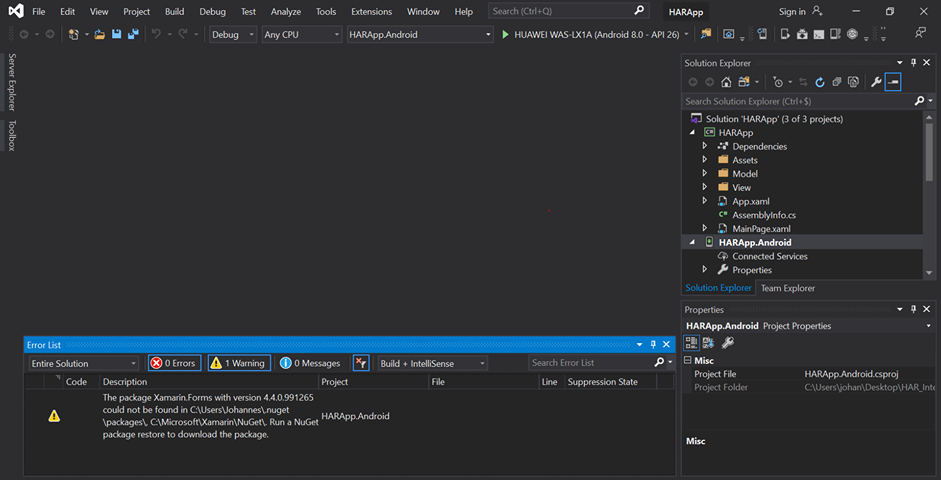 File Edit View Project Build Debug Test Analyze Tools Extensions Window Help Search (Ctrl+Q) HARApp Sign in
Debug Any CPU HARApp.Android HUAWEI WAS-LX1A (Android 8.0 - API 26)
Server Explorer
Toolbox
Solution Explorer
Search Solution Explorer (Ctrl+$)
Solution 'HARApp' (3 of 3 projects)
C# HARApp
Dependencies
Assets
Model
View
App.xaml
C# AssemblyInfo.cs
MainPage.xaml
HARApp.Android
Connected Services
Properties
Solution Explorer Team Explorer
Properties
HARApp.Android Project Properties
Misc
Project File HARApp.Android.csproj
Project Folder C:\Users\johan\Desktop\HAR_Inte
Misc
Error List
Entire Solution 0 Errors 1 Warning 0 Messages Build + IntelliSense Search Error List
Code Description Project File Line Suppression State
The package Xamarin.Forms with version 4.4.0.991265
could not be found in C:\Users\Johannes\.nuget
\packages\, C:\Microsoft\Xamarin\NuGet\. Run a NuGet
package restore to download the package.
HARApp.Android